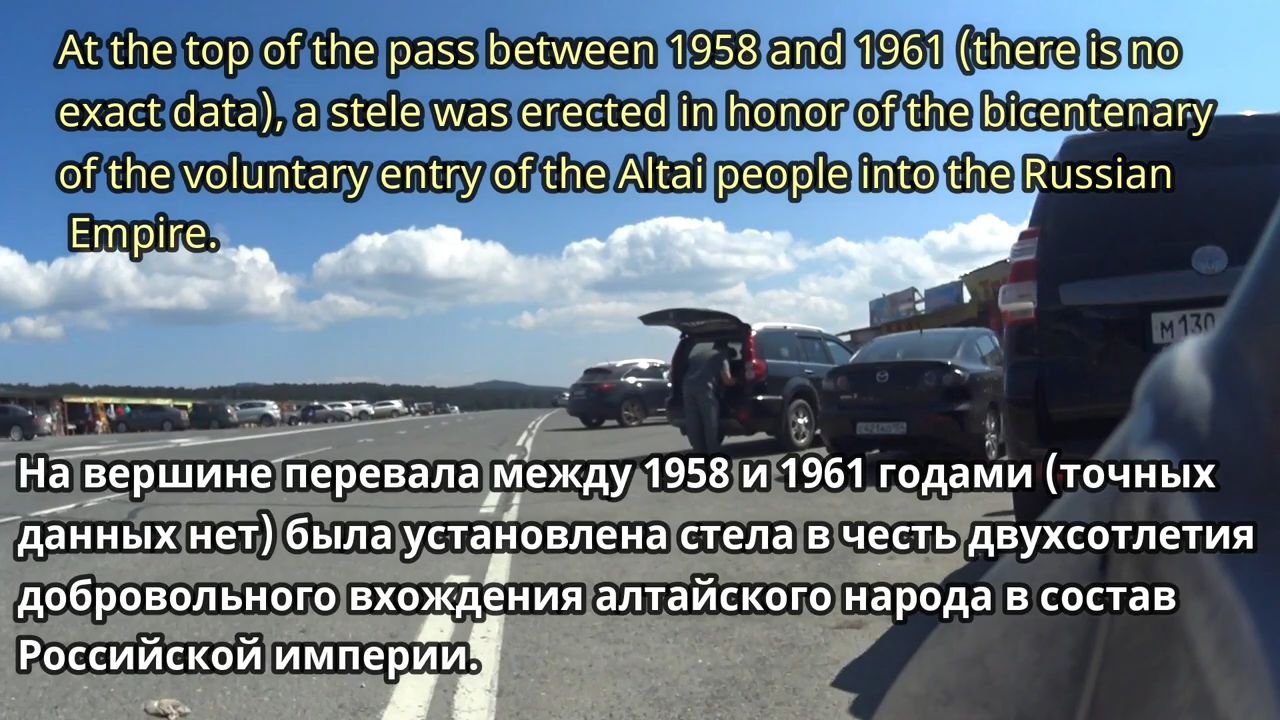 At the top of the pass between 1958 and 1961 (there is no
exact data), a stele was erected in honor of the bicentenary
of the voluntary entry of the Altai people into the Russian
Empire.
М130
На вершине перевала между 1958 и 1961 годами (точных
данных нет) была установлена стела в честь двухсотлетия
добровольного вхождения алтайского народа в состав
Российской империи.